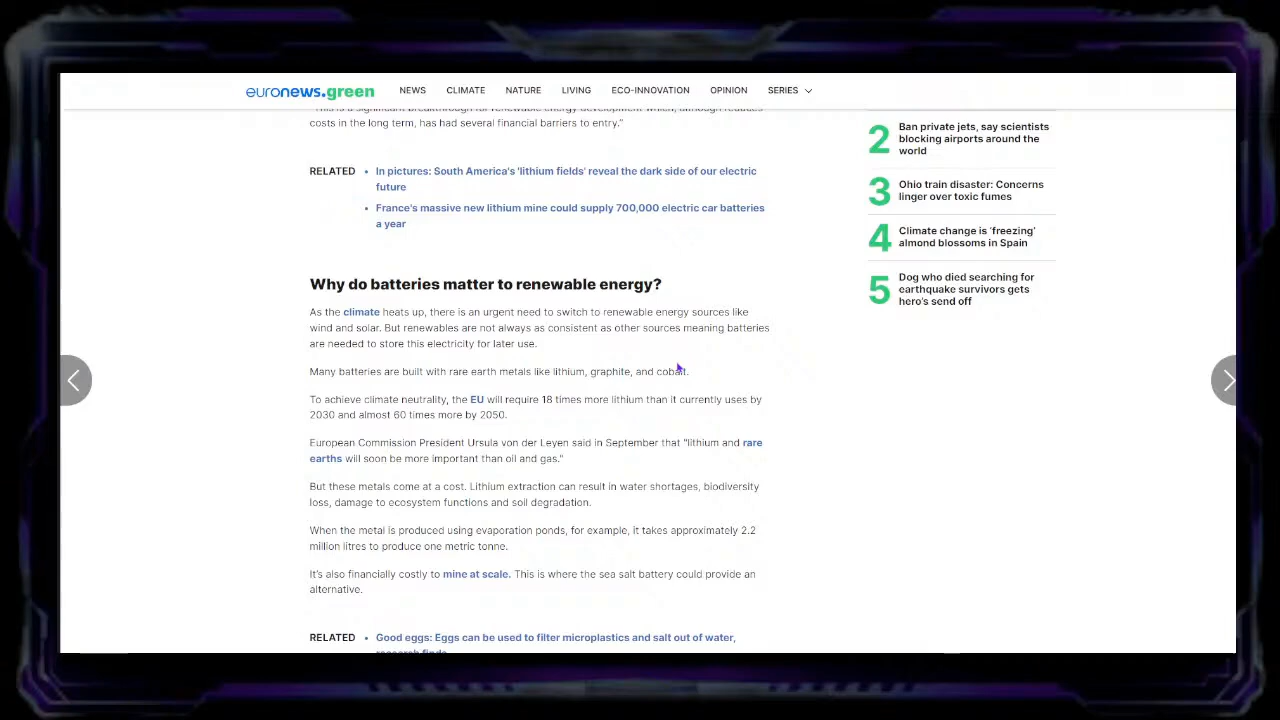 euronews.green
NEWS
CLIMATE
NATURE
LIVING
ECO-INNOVATION
OPINION
SERIES
"This is a significant breakthrough for renewable energy development which, although reduces
costs in the long term, has had several financial barriers to entry."
RELATED
• In pictures: South America's 'lithium fields' reveal the dark side of our electric
future
• France's massive new lithium mine could supply 700,000 electric car batteries
a year
Why do batteries matter to renewable energy?
As the climate heats up, there is an urgent need to switch to renewable energy sources like
wind and solar. But renewables are not always as consistent as other sources meaning batteries
are needed to store this electricity for later use.
Many batteries are built with rare earth metals like lithium, graphite, and cobalt.
To achieve climate neutrality, the EU will require 18 times more lithium than it currently uses by
2030 and almost 60 times more by 2050.
European Commission President Ursula von der Leyen said in September that "lithium and rare
earths will soon be more important than oil and gas."
But these metals come at a cost. Lithium extraction can result in water shortages, biodiversity
loss, damage to ecosystem functions and soil degradation.
When the metal is produced using evaporation ponds, for example, it takes approximately 2.2
million litres to produce one metric tonne.
It's also financially costly to mine at scale. This is where the sea salt battery could provide an
alternative.
RELATED
• Good eggs: Eggs can be used to filter microplastics and salt out of water,
research finds
2
Ban private jets, say scientists
blocking airports around the
world
3
Ohio train disaster: Concerns
linger over toxic fumes
4
Climate change is 'freezing'
almond blossoms in Spain
5
Dog who died searching for
earthquake survivors gets
hero's send off